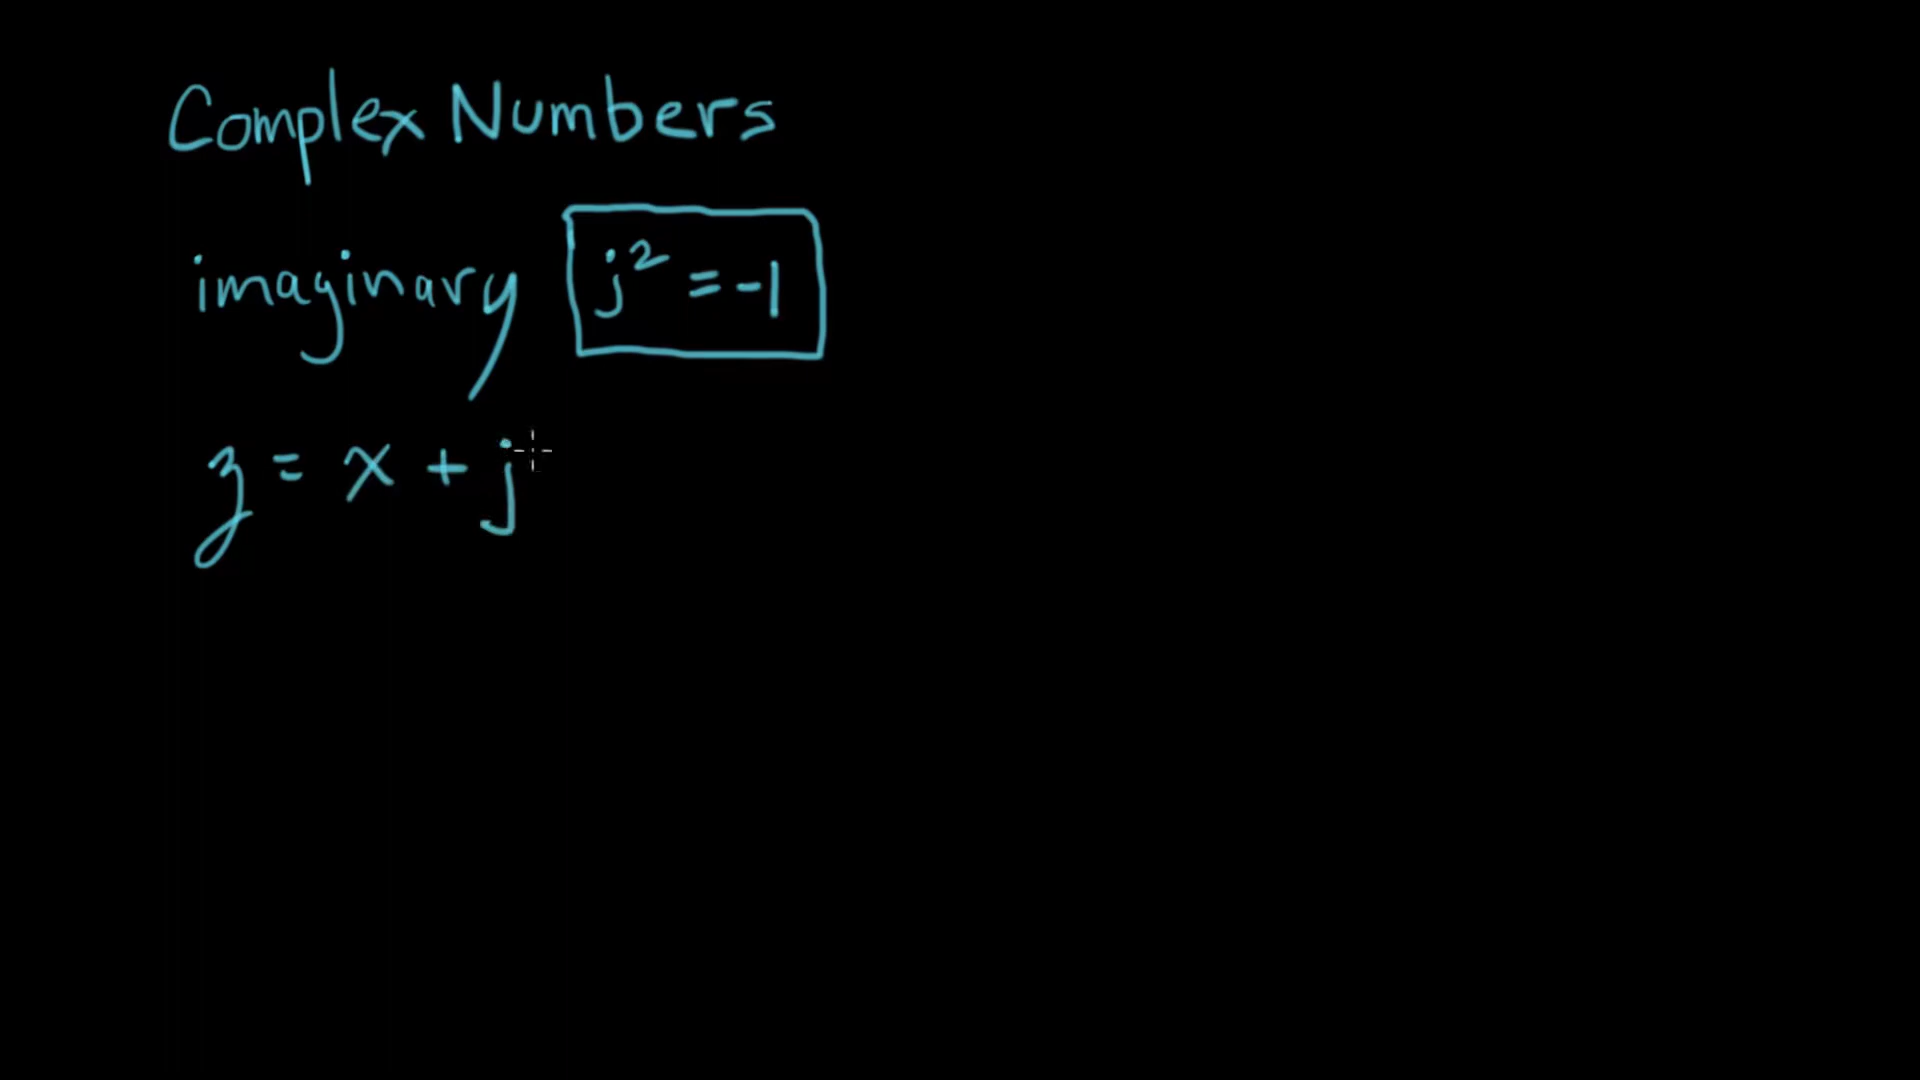 Complex Numbers
imaginary j² = -1
z = x + j